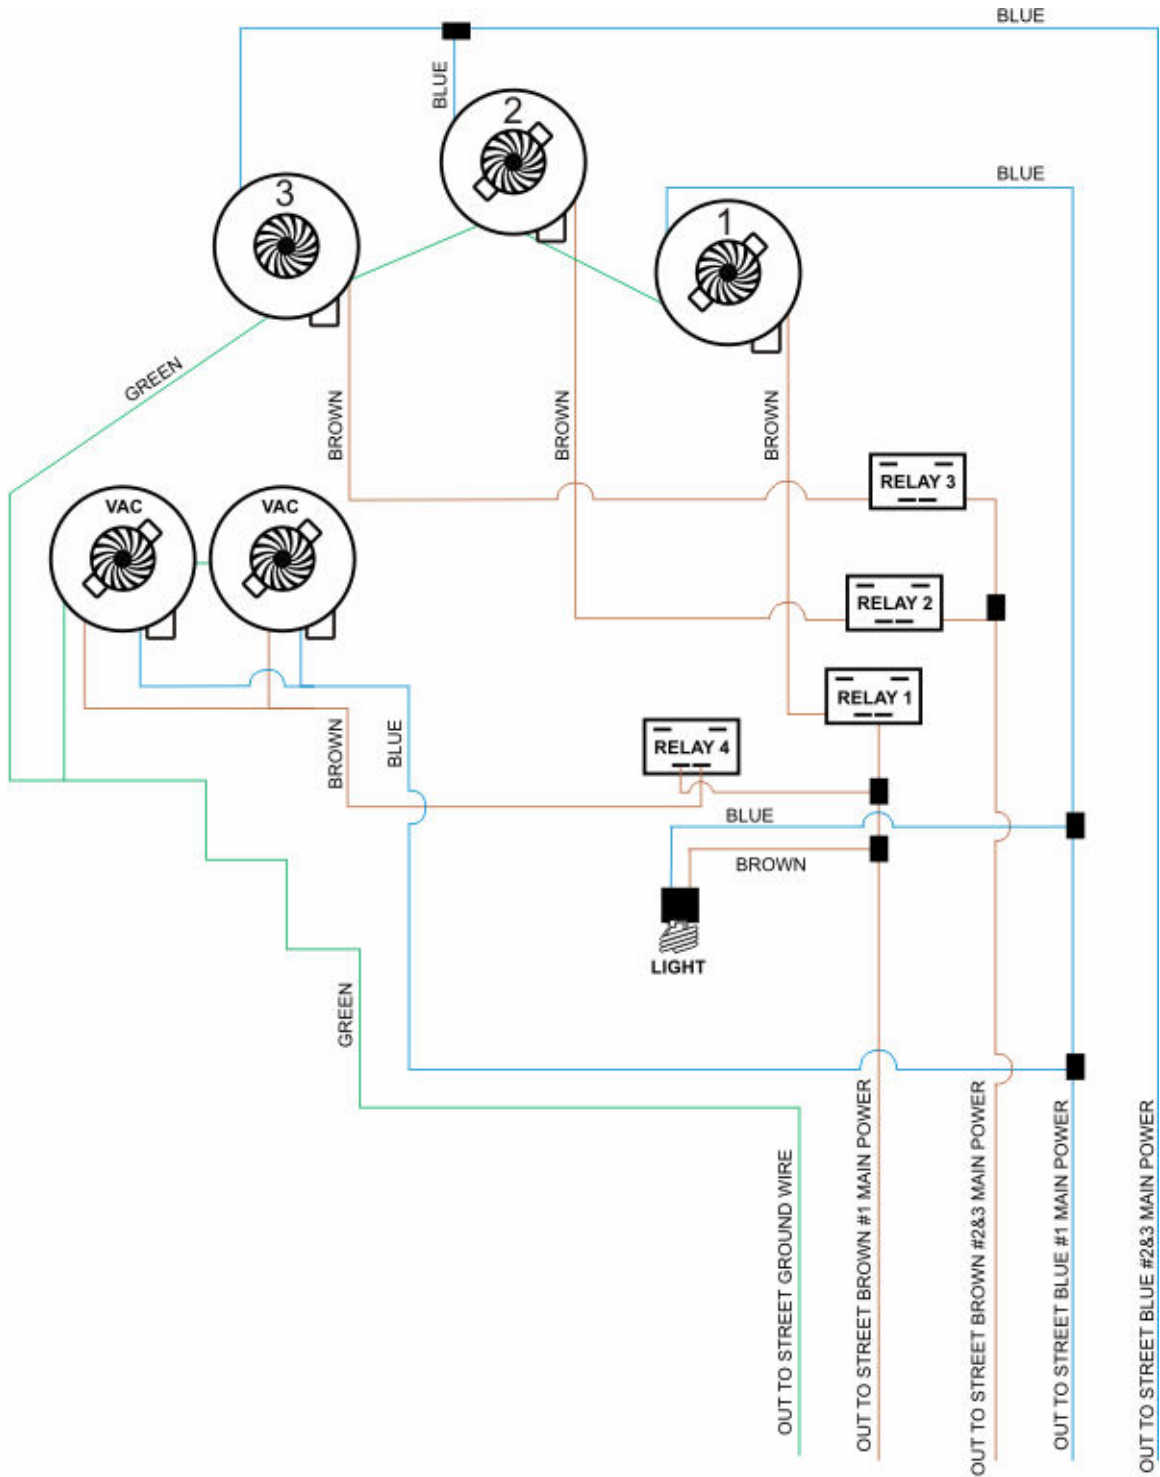 BLUE
BLUE
2
BLUE
3
1
GREEN
BROWN
BROWN
BROWN
RELAY 3
VAC
VAC
RELAY 2
RELAY 1
BROWN
BLUE
RELAY 4
BLUE
BROWN
LIGHT
GREEN
OUT TO STREET GROUND WIRE
OUT TO STREET BROWN #1 MAIN POWER
OUT TO STREET BROWN #2&3 MAIN POWER
OUT TO STREET BLUE #1 MAIN POWER
OUT TO STREET BLUE #2&3 MAIN POWER